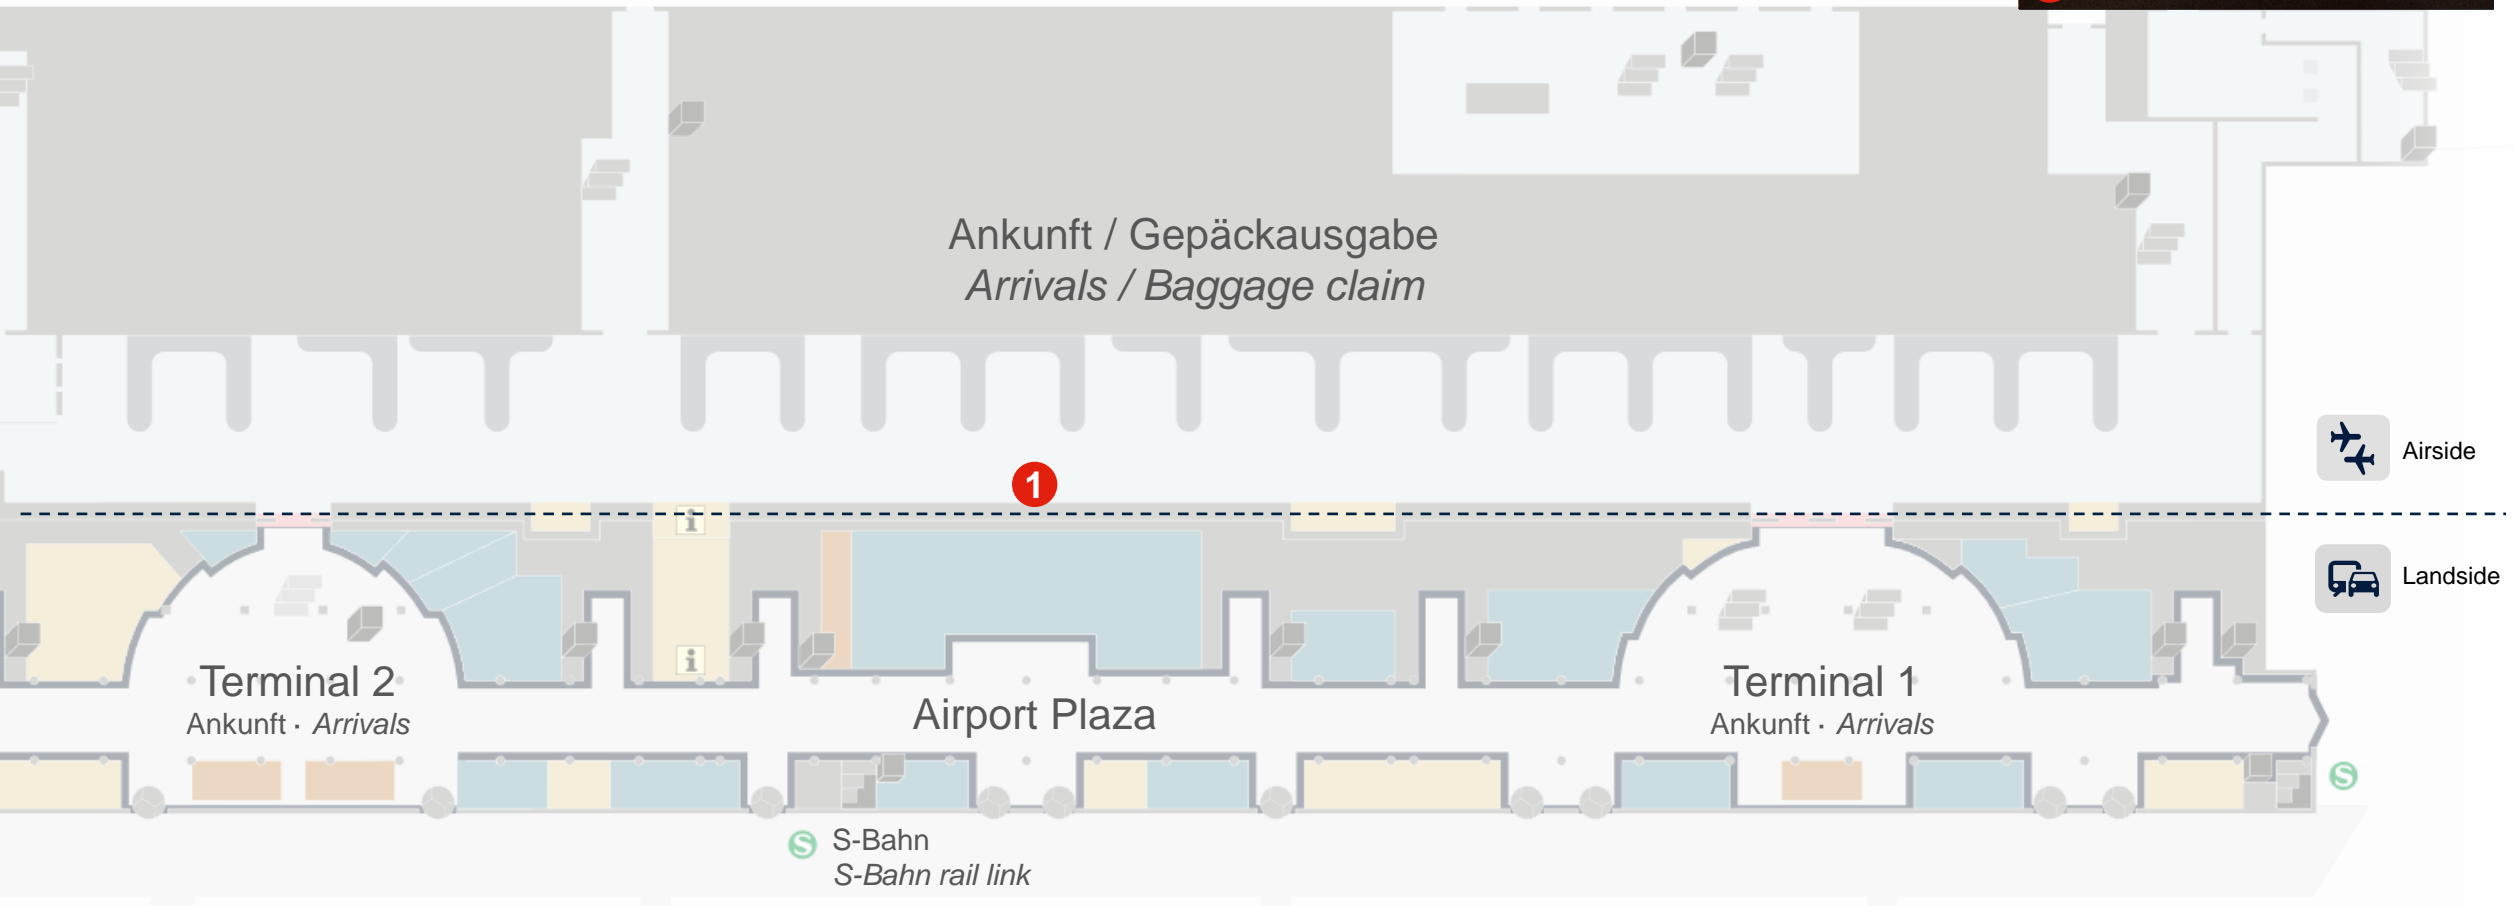 Ankunft / Gepäckausgabe
Arrivals / Baggage claim
Airside
1
i
Landside
i
Terminal 2
Ankunft · Arrivals
Airport Plaza
Terminal 1
Ankunft · Arrivals
S
S S-Bahn
S-Bahn rail link